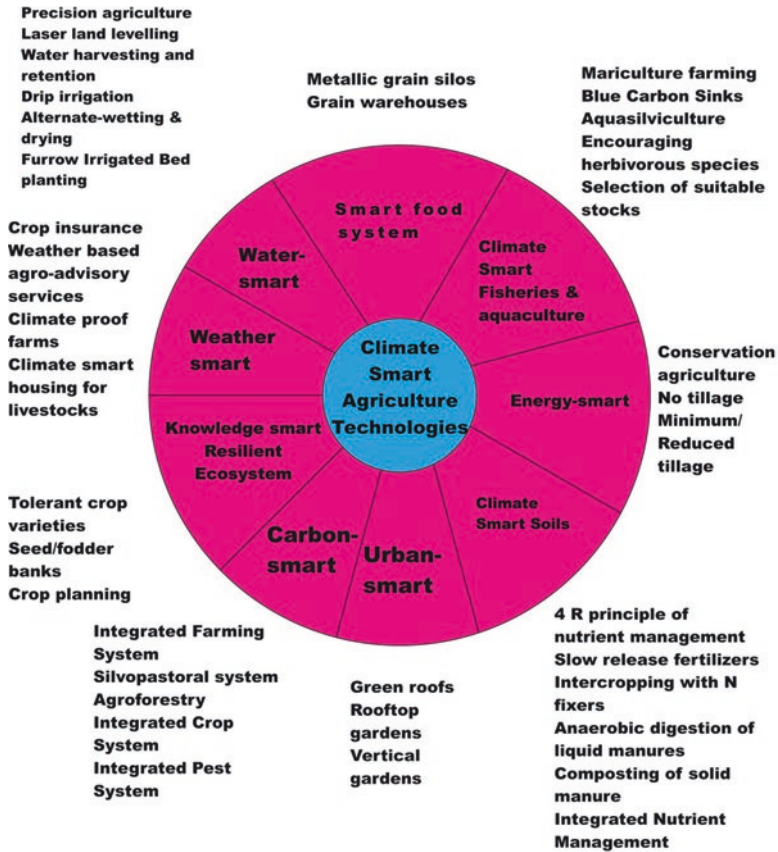 Precision agriculture
Laser land levelling
Water harvesting and
retention
Drip irrigation
Alternate-wetting &
drying
Furrow Irrigated Bed
planting
Metallic grain silos
Grain warehouses
Mariculture farming
Blue Carbon Sinks
Aquasilviculture
Encouraging
herbivorous species
Selection of suitable
stocks
Crop insurance
Weather based
agro-advisory
services
Climate proof
farms
Climate smart
housing for
livestocks
Smart food
system
Water-
smart
Climate
Smart
Fisheries &
aquaculture
Weather
smart
Climate
Smart
Agriculture
Technologies
Energy-smart
Conservation
agriculture
No tillage
Minimum/
Reduced
tillage
Knowledge smart
Resilient
Ecosystem
Climate
Smart Soils
Carbon-
smart
Urban-
smart
Tolerant crop
varieties
Seed/fodder
banks
Crop planning
Integrated Farming
System
Silvopastoral system
Agroforestry
Integrated Crop
System
Integrated Pest
System
Green roofs
Rooftop
gardens
Vertical
gardens
4 R principle of
nutrient management
Slow release fertilizers
Intercropping with N
fixers
Anaerobic digestion of
liquid manures
Composting of solid
manure
Integrated Nutrient
Management